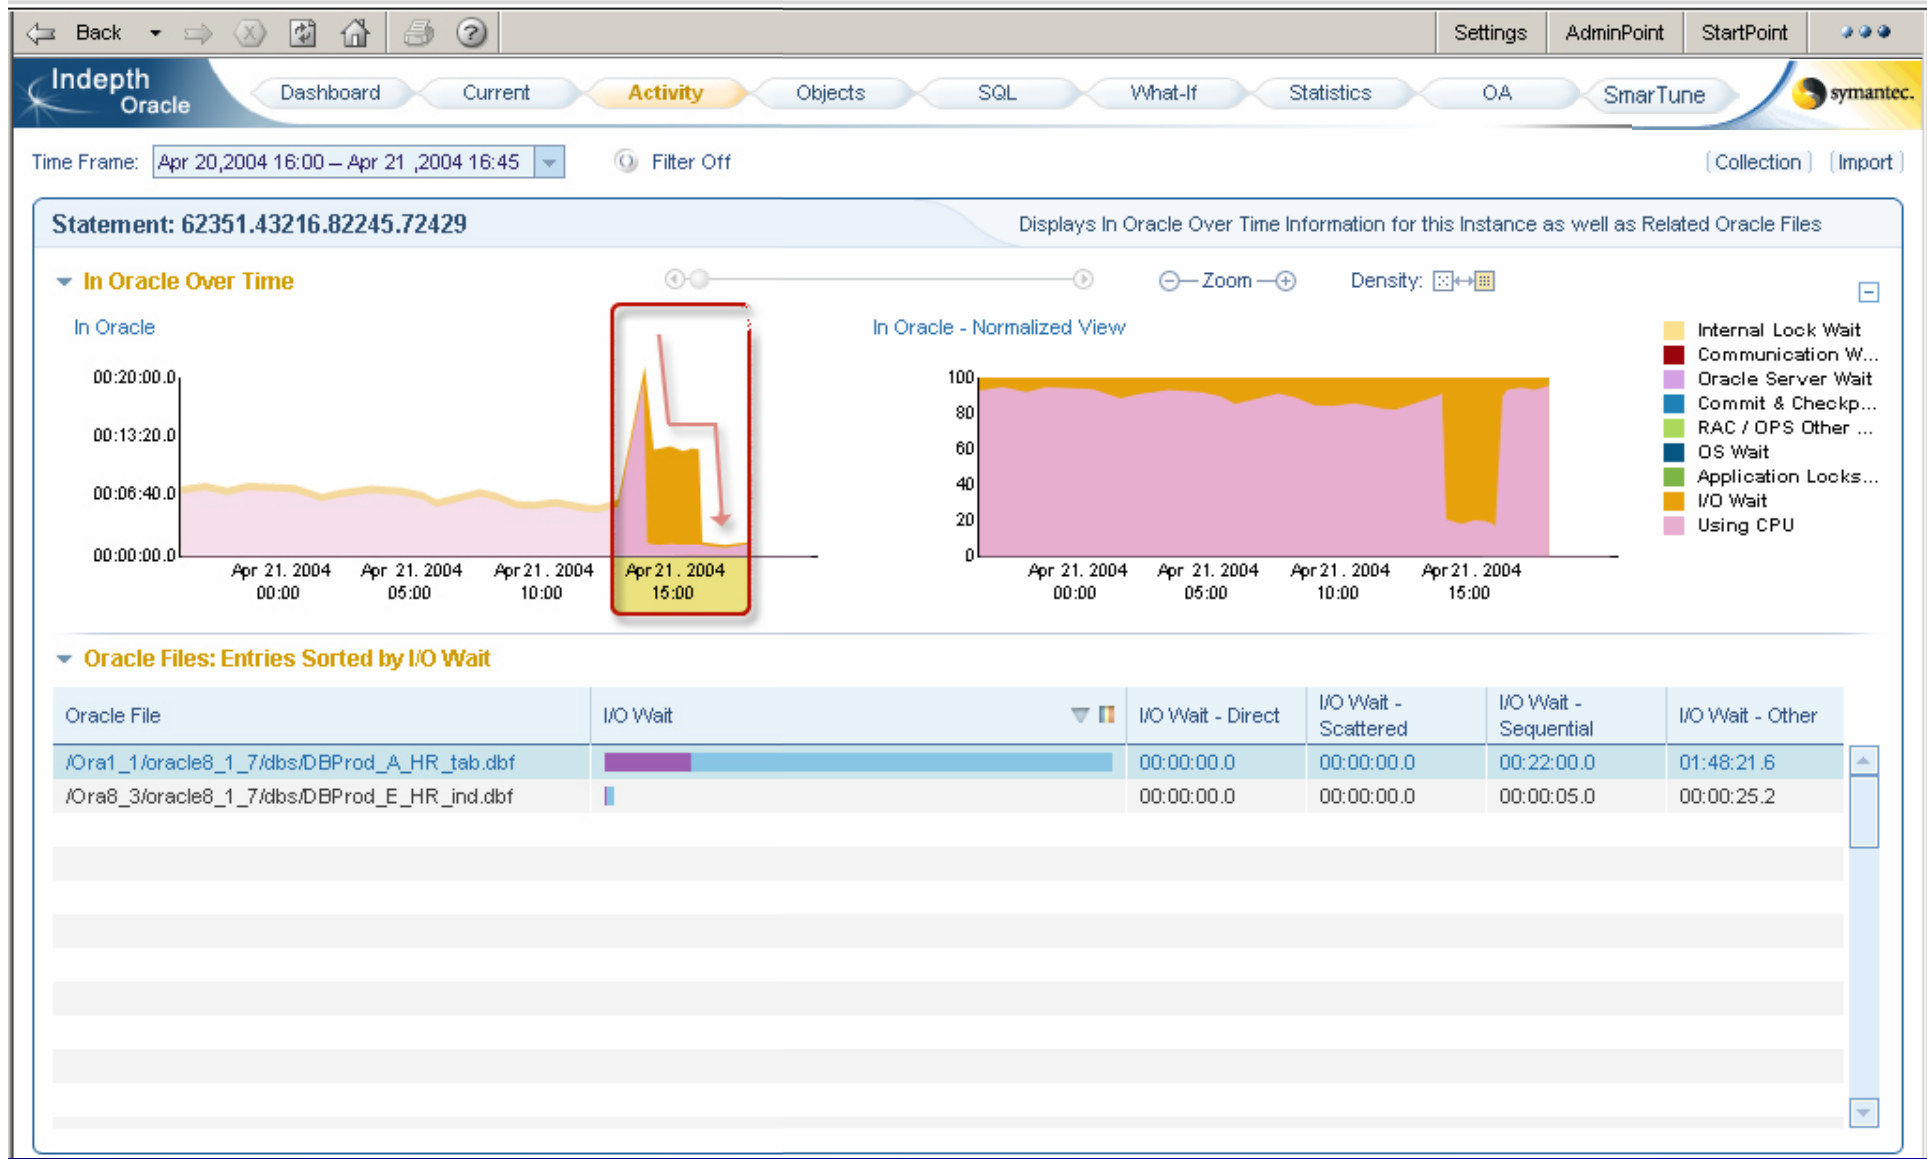 Back
Settings
AdminPoint
StartPoint
Indepth
Oracle
Dashboard
Current
Activity
Objects
SQL
What-If
Statistics
OA
SmarTune
symantec.
Time Frame: Apr 20,2004 16:00 – Apr 21 ,2004 16:45
Filter Off
Collection
Import
Statement: 62351.43216.82245.72429
Displays In Oracle Over Time Information for this Instance as well as Related Oracle Files
In Oracle Over Time
Zoom
Density:
In Oracle
00:20:00.0
00:13:20.0
00:06:40.0
00:00:00.0
Apr 21. 2004 00:00
Apr 21. 2004 05:00
Apr 21. 2004 10:00
Apr 21 . 2004 15:00
In Oracle - Normalized View
100
80
60
40
20
0
Apr 21. 2004 00:00
Apr 21. 2004 05:00
Apr 21. 2004 10:00
Apr 21 . 2004 15:00
Internal Lock Wait
Communication W...
Oracle Server Wait
Commit & Checkp...
RAC / OPS Other ...
OS Wait
Application Locks...
I/O Wait
Using CPU
Oracle Files: Entries Sorted by I/O Wait
Oracle File
I/O Wait
I/O Wait - Direct
I/O Wait - Scattered
I/O Wait - Sequential
I/O Wait - Other
/Ora1_1/oracle8_1_7/dbs/DBProd_A_HR_tab.dbf 00:00:00.0 00:00:00.0 00:22:00.0 01:48:21.6
/Ora8_3/oracle8_1_7/dbs/DBProd_E_HR_ind.dbf 00:00:00.0 00:00:00.0 00:00:05.0 00:00:25.2